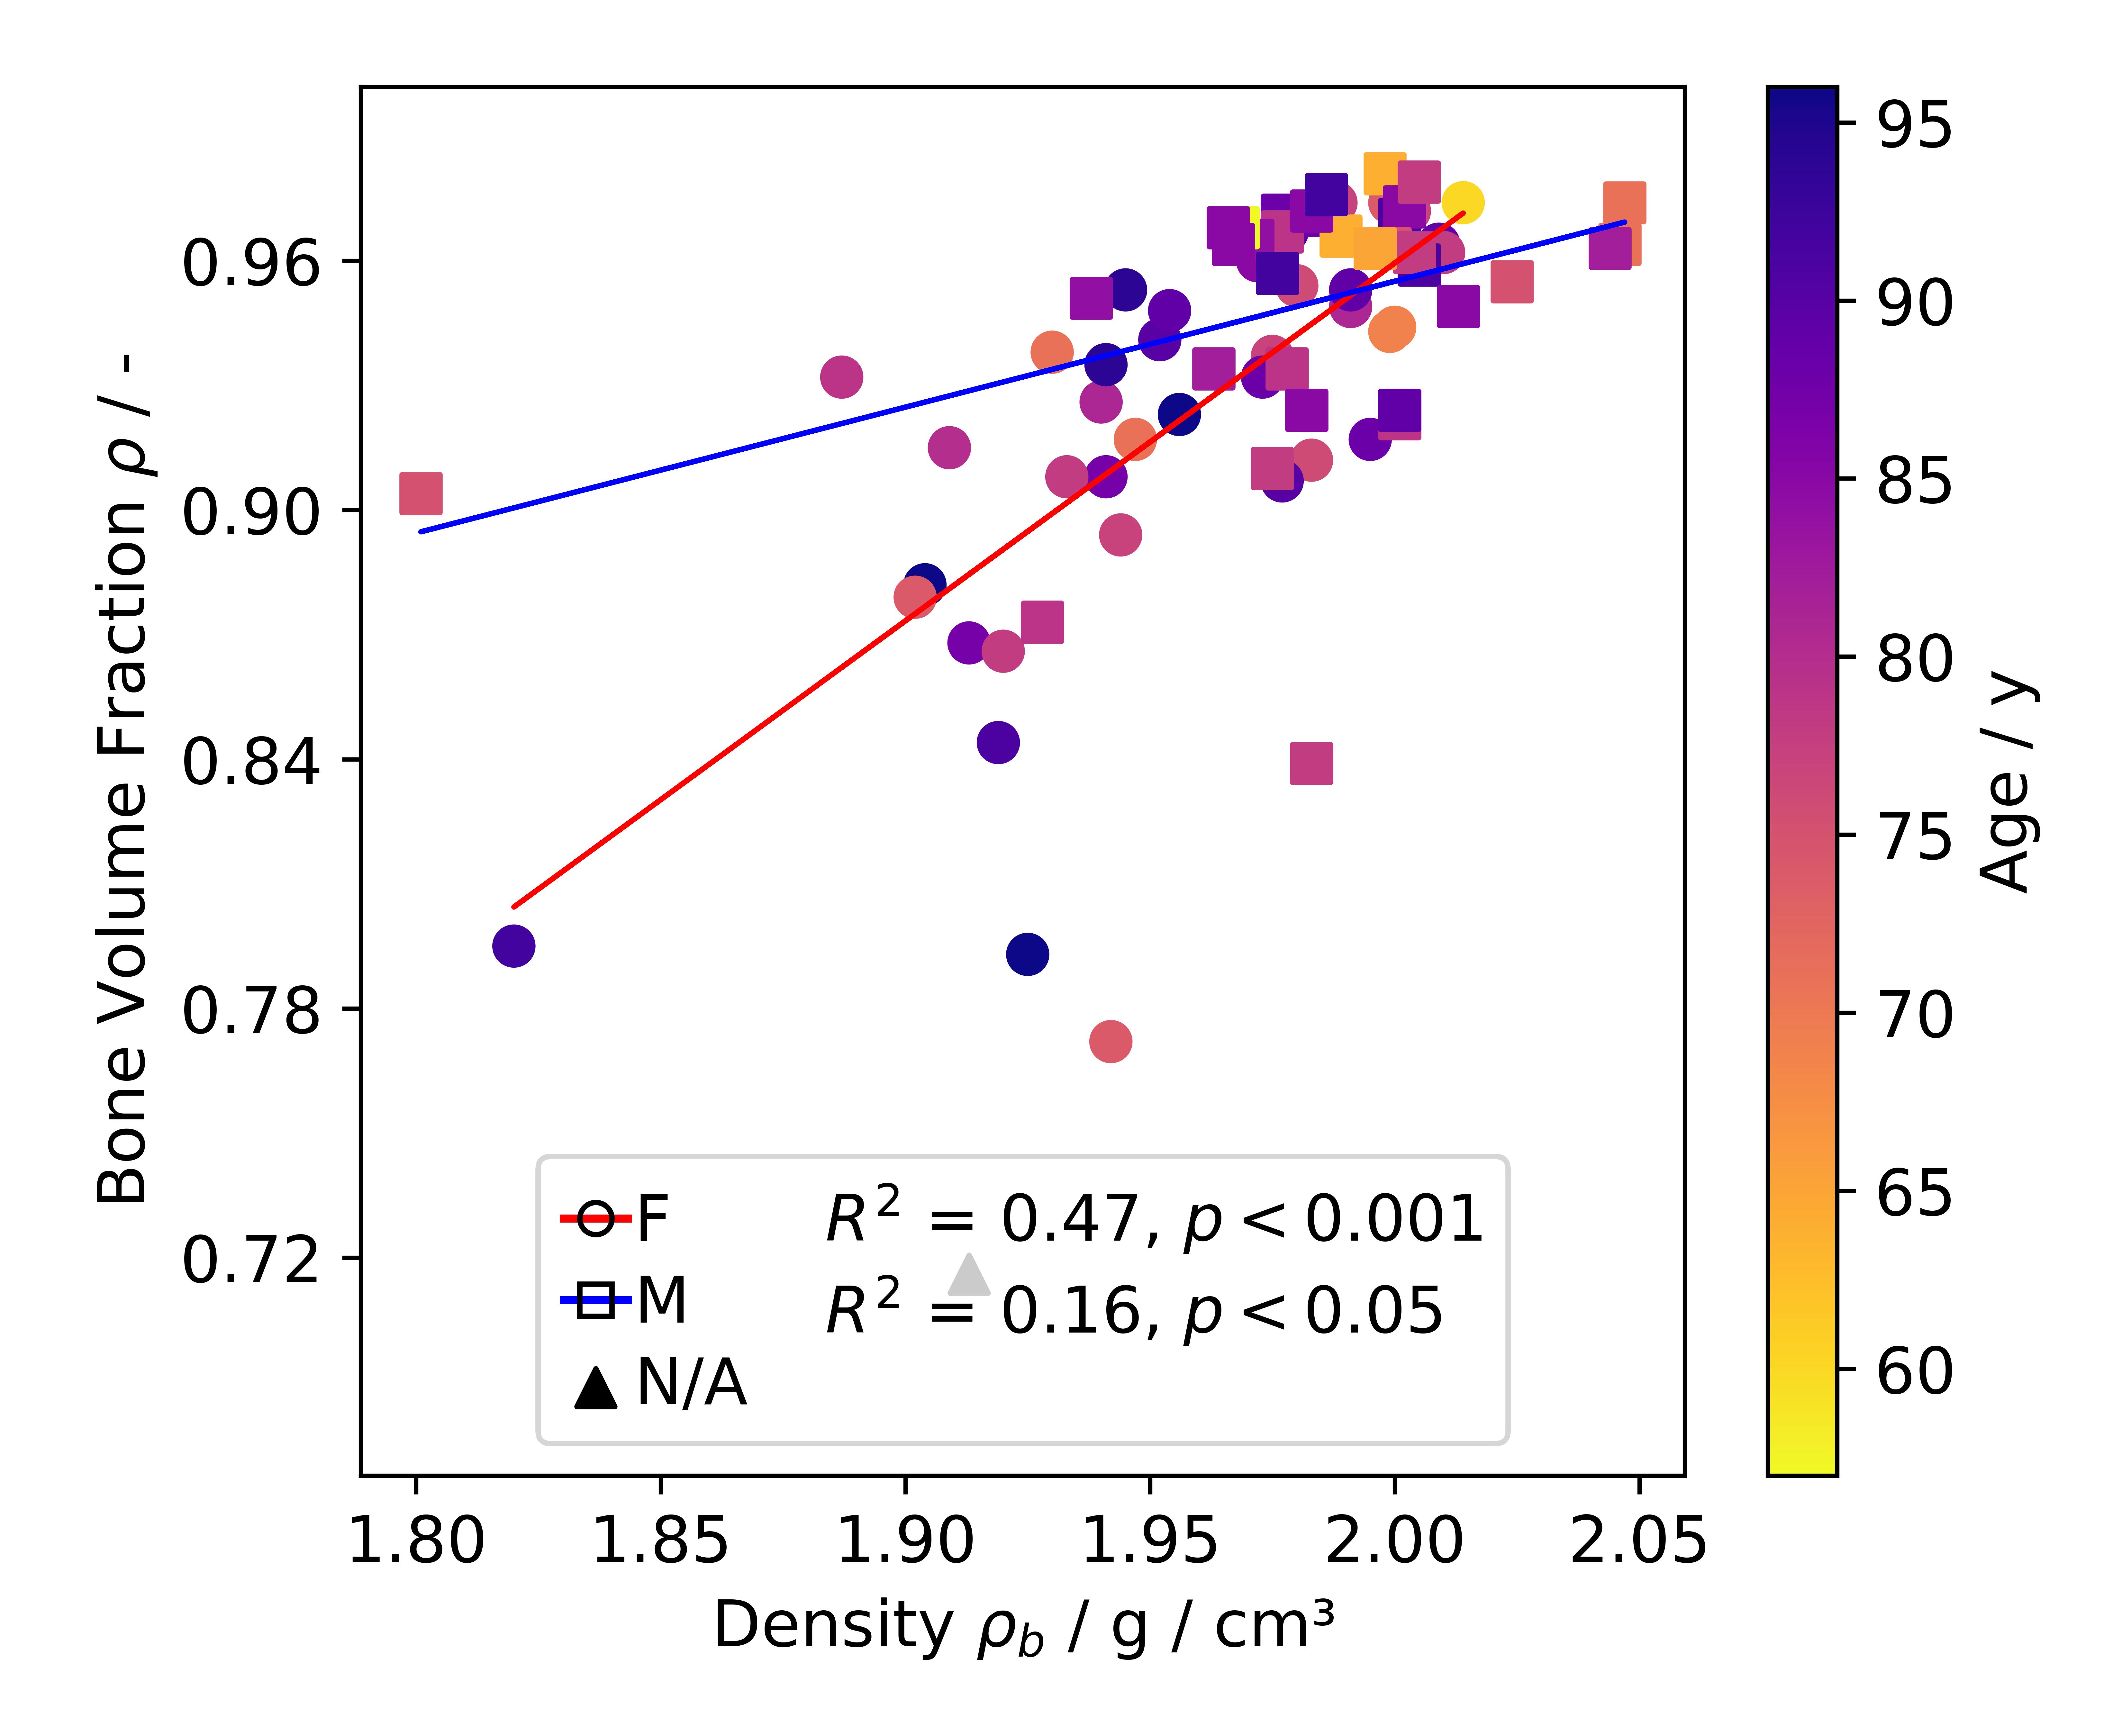 Bone Volume Fraction ρ / -
0.96
0.90
0.84
0.78
0.72
F R² = 0.47, p < 0.001
M R² = 0.16, p < 0.05
N/A
1.80 1.85 1.90 1.95 2.00 2.05
Density ρ_b / g / cm³
95
90
85
80
75
70
65
60
Age / y